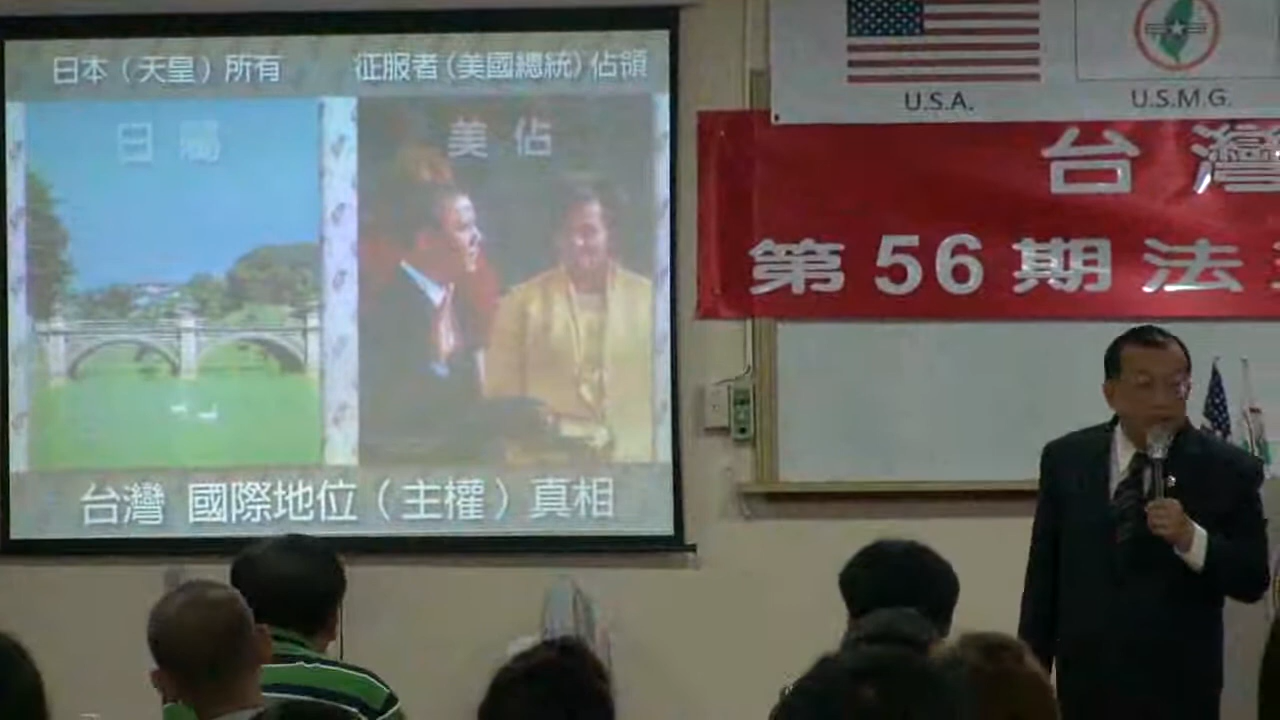 日本（天皇）所有
征服者（美國總統）佔領
日屬
美佔
台灣 國際地位（主權）真相
U.S.A.
U.S.M.G.
台灣
第56期法